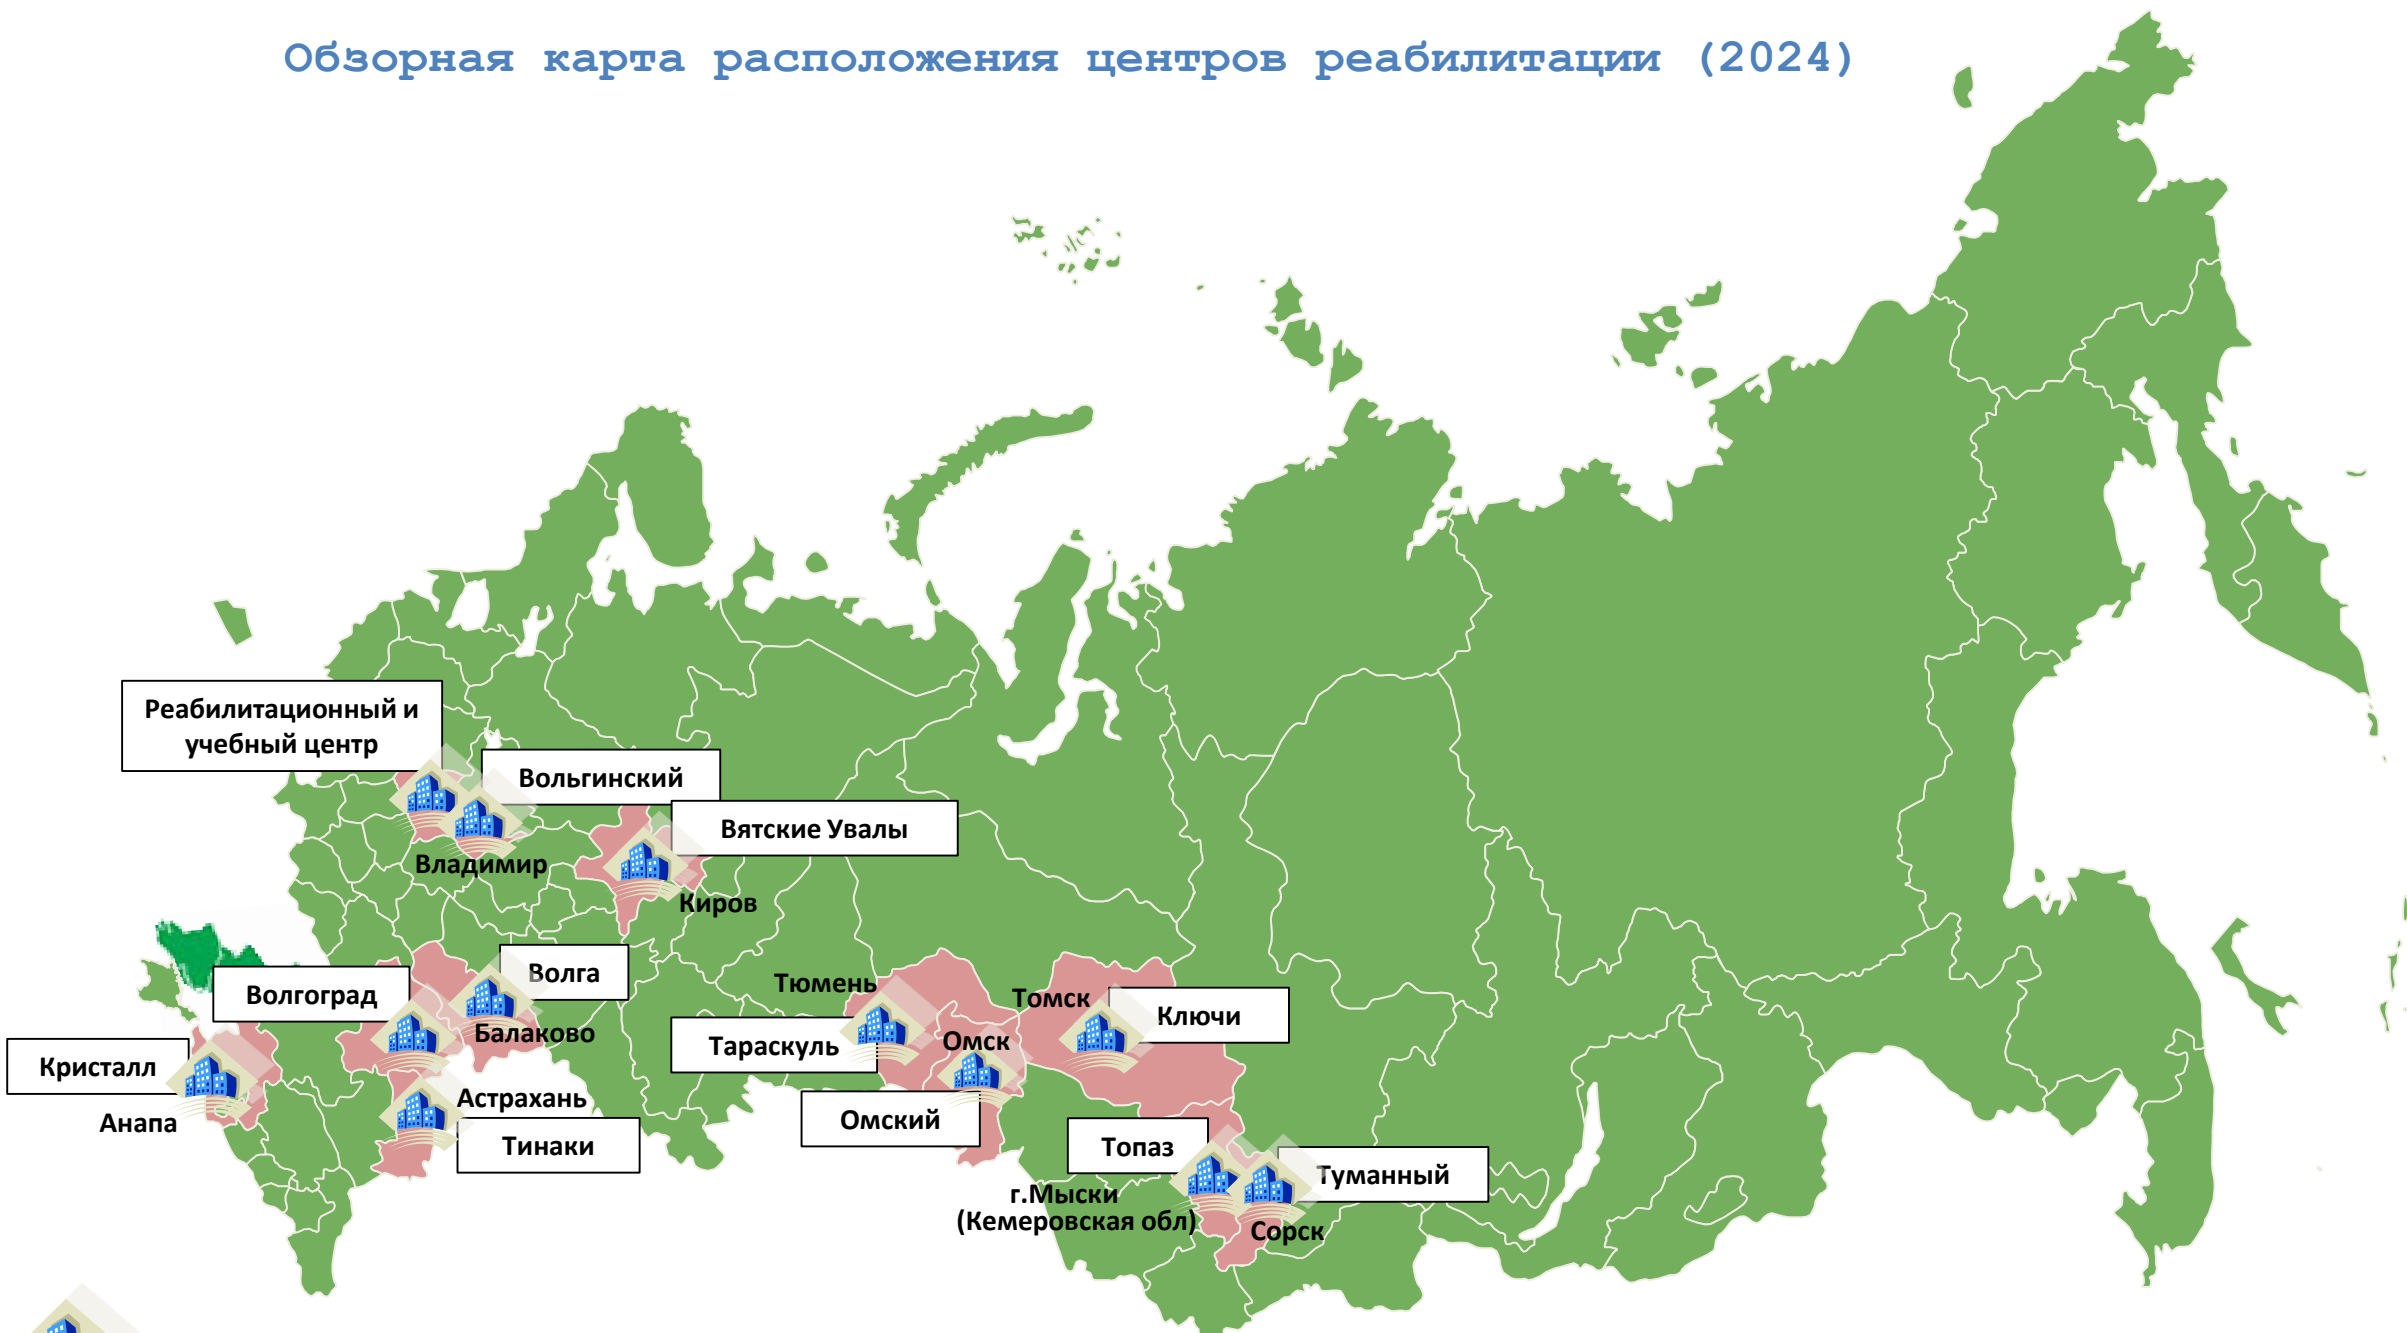 Обзорная карта расположения центров реабилитации (2024)
Реабилитационный и
учебный центр
Вольгинский
Вятские Увалы
Владимир
Киров
Волга
Волгоград
Балаково
Тюмень
Томск
Ключи
Тараскуль
Омск
Кристалл
Анапа
Астрахань
Тинаки
Омский
Топаз
Туманный
г.Мыски
(Кемеровская обл)
Сорск